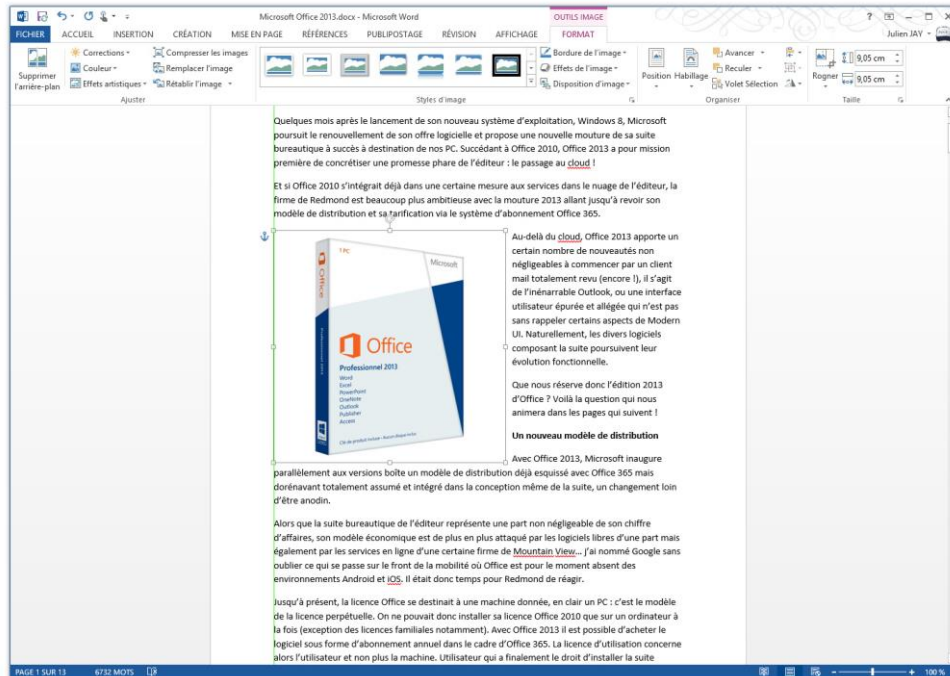 Microsoft Office 2013.docx - Microsoft Word
OUTILS IMAGE
FICHIER ACCUEIL INSERTION CRÉATION MISE EN PAGE RÉFÉRENCES PUBLIPOSTAGE RÉVISION AFFICHAGE FORMAT Julien JAY
Supprimer
l'arrière-plan
Corrections
Couleur
Effets artistiques
Compresser les images
Remplacer l'image
Rétablir l'image
Bordure de l'image
Effets de l'image
Disposition d'image
Position Habillage
Avancer
Reculer
Volet Sélection
Rogner
9,05 cm
9,05 cm
Ajuster Styles d'image Organiser Taille
Quelques mois après le lancement de son nouveau système d'exploitation, Windows 8, Microsoft
poursuit le renouvellement de son offre logicielle et propose une nouvelle mouture de sa suite
bureautique à succès à destination de nos PC. Succédant à Office 2010, Office 2013 a pour mission
première de concrétiser une promesse phare de l'éditeur : le passage au cloud !
Et si Office 2010 s'intégrait déjà dans une certaine mesure aux services dans le nuage de l'éditeur, la
firme de Redmond est beaucoup plus ambitieuse avec la mouture 2013 allant jusqu'à revoir son
modèle de distribution et sa tarification via le système d'abonnement Office 365.
1 PC
Microsoft
Office
Office
Professionnel 2013
Word
Excel
PowerPoint
OneNote
Outlook
Publisher
Access
Clé de produit incluse - Aucun disque inclus
Professionnel 2013
Au-delà du cloud, Office 2013 apporte un
certain nombre de nouveautés non
négligeables à commencer par un client
mail totalement revu (encore !), il s'agit
de l'inénarrable Outlook, ou une interface
utilisateur épurée et allégée qui n'est pas
sans rappeler certains aspects de Modern
UI. Naturellement, les divers logiciels
composant la suite poursuivent leur
évolution fonctionnelle.
Que nous réserve donc l'édition 2013
d'Office ? Voilà la question qui nous
animera dans les pages qui suivent !
Un nouveau modèle de distribution
Avec Office 2013, Microsoft inaugure
parallèlement aux versions boîte un modèle de distribution déjà esquissé avec Office 365 mais
dorénavant totalement assumé et intégré dans la conception même de la suite, un changement loin
d'être anodin.
Alors que la suite bureautique de l'éditeur représente une part non négligeable de son chiffre
d'affaires, son modèle économique est de plus en plus attaqué par les logiciels libres d'une part mais
également par les services en ligne d'une certaine firme de Mountain View… j'ai nommé Google sans
oublier ce qui se passe sur le front de la mobilité où Office est pour le moment absent des
environnements Android et iOS. Il était donc temps pour Redmond de réagir.
Jusqu'à présent, la licence Office se destinait à une machine donnée, en clair un PC : c'est le modèle
de la licence perpétuelle. On ne pouvait donc installer sa licence Office 2010 que sur un ordinateur à
la fois (exception des licences familiales notamment). Avec Office 2013 il est possible d'acheter le
logiciel sous forme d'abonnement annuel dans le cadre d'Office 365. La licence d'utilisation concerne
alors l'utilisateur et non plus la machine. Utilisateur qui a finalement le droit d'installer la suite
PAGE 1 SUR 13 6732 MOTS 100 %